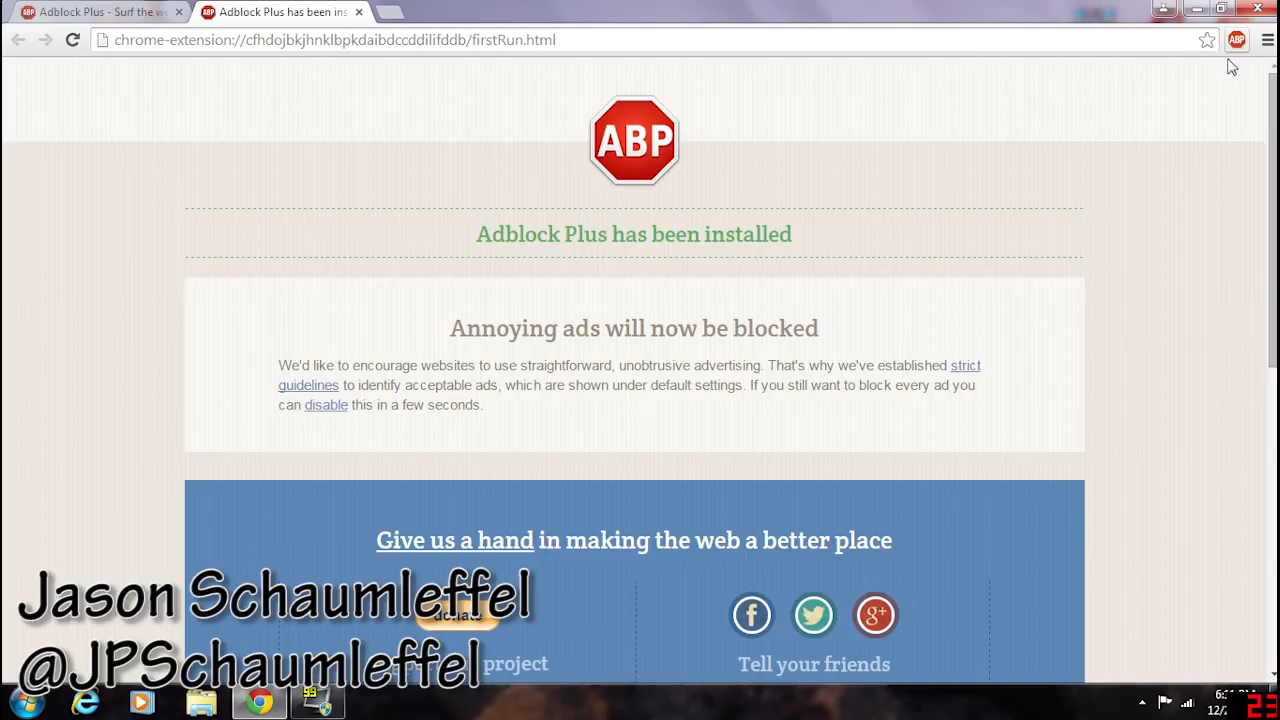 Adblock Plus - Surf the w
Adblock Plus has been ins
chrome-extension://cfhdojbkjhnklbpkdaibdccddilifddb/firstRun.html
ABP
ABP
Adblock Plus has been installed
Annoying ads will now be blocked
We'd like to encourage websites to use straightforward, unobtrusive advertising. That's why we've established strict
guidelines to identify acceptable ads, which are shown under default settings. If you still want to block every ad you
can disable this in a few seconds.
Give us a hand in making the web a better place
Jason Schaumleffel
donate
f
g+
@JPSchaumleffel
project
Tell your friends
99
23